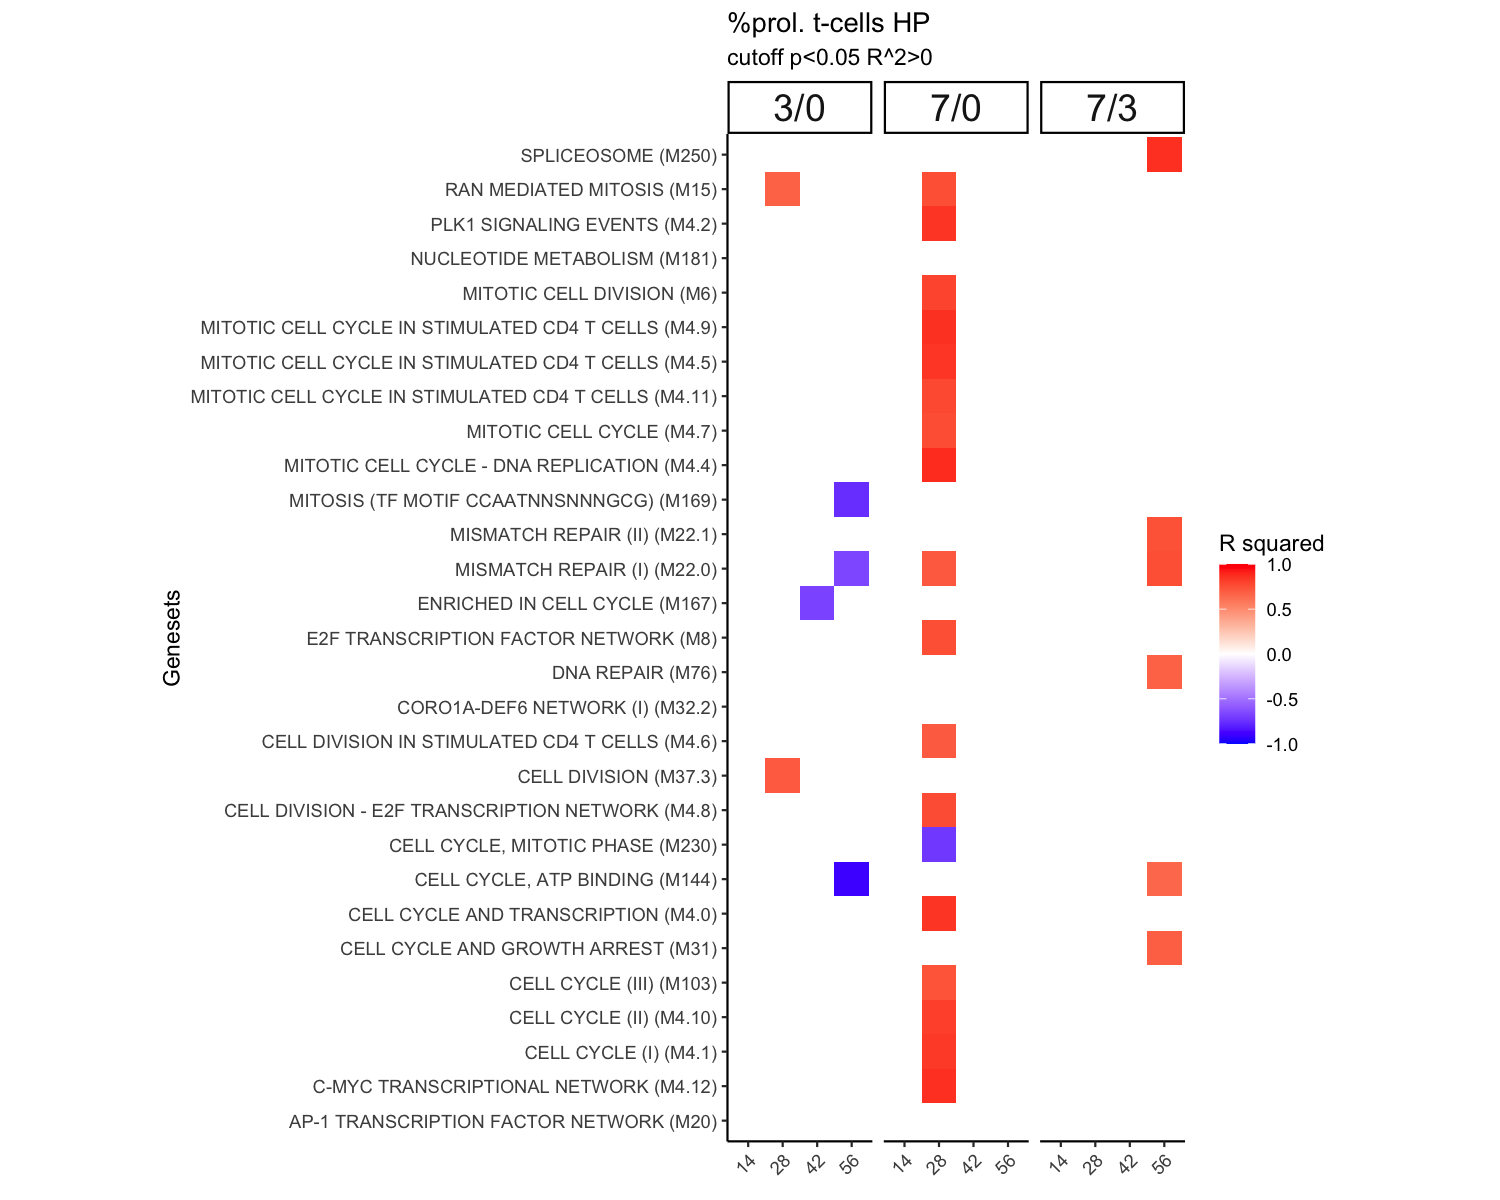 %prol. t-cells HP
cutoff p<0.05 R^2>0
3/0 7/0 7/3
SPLICEOSOME (M250)
RAN MEDIATED MITOSIS (M15)
PLK1 SIGNALING EVENTS (M4.2)
NUCLEOTIDE METABOLISM (M181)
MITOTIC CELL DIVISION (M6)
MITOTIC CELL CYCLE IN STIMULATED CD4 T CELLS (M4.9)
MITOTIC CELL CYCLE IN STIMULATED CD4 T CELLS (M4.5)
MITOTIC CELL CYCLE IN STIMULATED CD4 T CELLS (M4.11)
MITOTIC CELL CYCLE (M4.7)
MITOTIC CELL CYCLE - DNA REPLICATION (M4.4)
MITOSIS (TF MOTIF CCAATNNSNNNGCG) (M169)
MISMATCH REPAIR (II) (M22.1)
MISMATCH REPAIR (I) (M22.0)
ENRICHED IN CELL CYCLE (M167)
E2F TRANSCRIPTION FACTOR NETWORK (M8)
DNA REPAIR (M76)
CORO1A-DEF6 NETWORK (I) (M32.2)
CELL DIVISION IN STIMULATED CD4 T CELLS (M4.6)
CELL DIVISION (M37.3)
CELL DIVISION - E2F TRANSCRIPTION NETWORK (M4.8)
CELL CYCLE, MITOTIC PHASE (M230)
CELL CYCLE, ATP BINDING (M144)
CELL CYCLE AND TRANSCRIPTION (M4.0)
CELL CYCLE AND GROWTH ARREST (M31)
CELL CYCLE (III) (M103)
CELL CYCLE (II) (M4.10)
CELL CYCLE (I) (M4.1)
C-MYC TRANSCRIPTIONAL NETWORK (M4.12)
AP-1 TRANSCRIPTION FACTOR NETWORK (M20)
Genesets
14 28 42 56 14 28 42 56 14 28 42 56
R squared
1.0
0.5
0.0
-0.5
-1.0